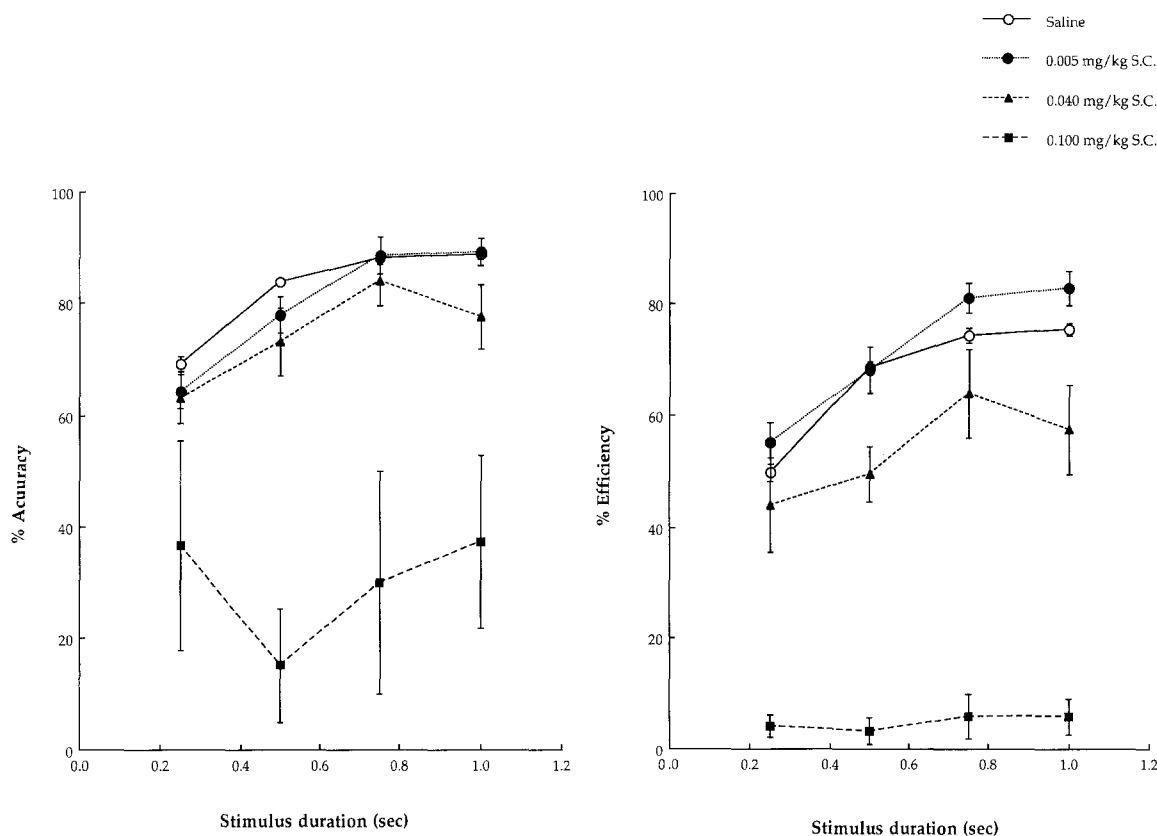 Saline
0.005 mg/kg S.C.
0.040 mg/kg S.C.
0.100 mg/kg S.C.
% Acuuracy
100
80
60
40
20
0
0.0 0.2 0.4 0.6 0.8 1.0 1.2
Stimulus duration (sec)
% Efficiency
100
80
60
40
20
0
0.0 0.2 0.4 0.6 0.8 1.0 1.2
Stimulus duration (sec)